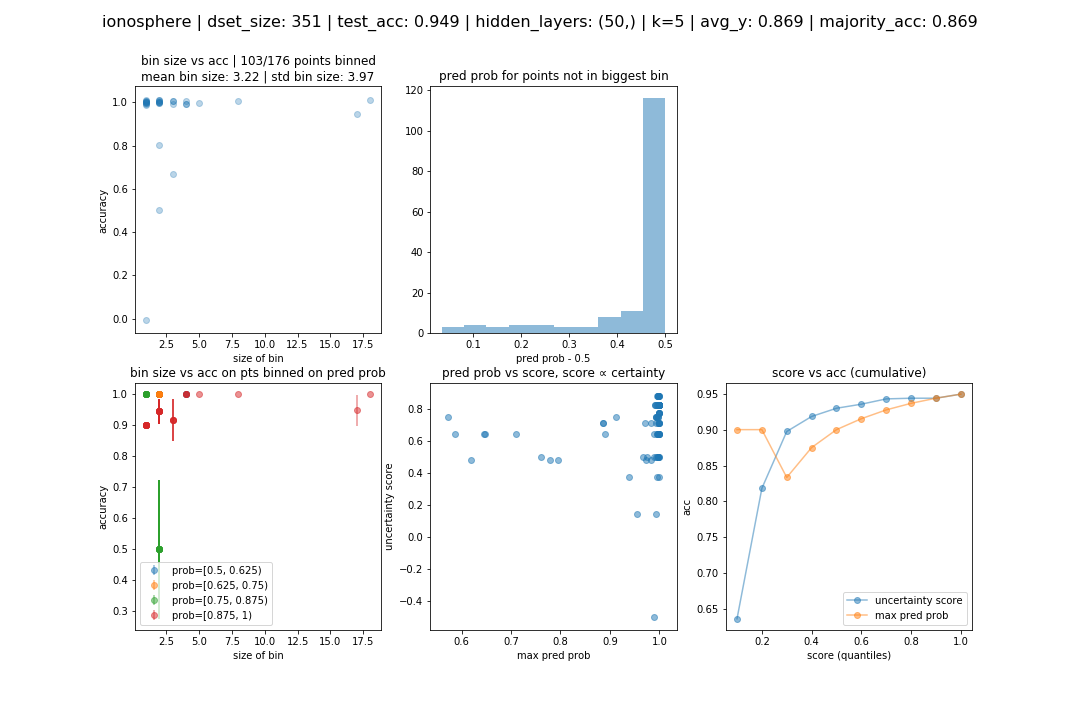 ionosphere | dset_size: 351 | test_acc: 0.949 | hidden_layers: (50,) | k=5 | avg_y: 0.869 | majority_acc: 0.869
bin size vs acc | 103/176 points binned
mean bin size: 3.22 | std bin size: 3.97
1.0
0.8
0.6
0.4
0.2
0.0
accuracy
2.5 5.0 7.5 10.0 12.5 15.0 17.5
size of bin
pred prob for points not in biggest bin
120
100
80
60
40
20
0
0.1 0.2 0.3 0.4 0.5
pred prob - 0.5
bin size vs acc on pts binned on pred prob
1.0
0.9
0.8
0.7
0.6
0.5
0.4
0.3
accuracy
prob=[0.5, 0.625)
prob=[0.625, 0.75)
prob=[0.75, 0.875)
prob=[0.875, 1)
2.5 5.0 7.5 10.0 12.5 15.0 17.5
size of bin
pred prob vs score, score ∝ certainty
0.8
0.6
0.4
0.2
0.0
−0.2
−0.4
uncertainty score
0.6 0.7 0.8 0.9 1.0
max pred prob
score vs acc (cumulative)
0.95
0.90
0.85
0.80
0.75
0.70
0.65
acc
uncertainty score
max pred prob
0.2 0.4 0.6 0.8 1.0
score (quantiles)